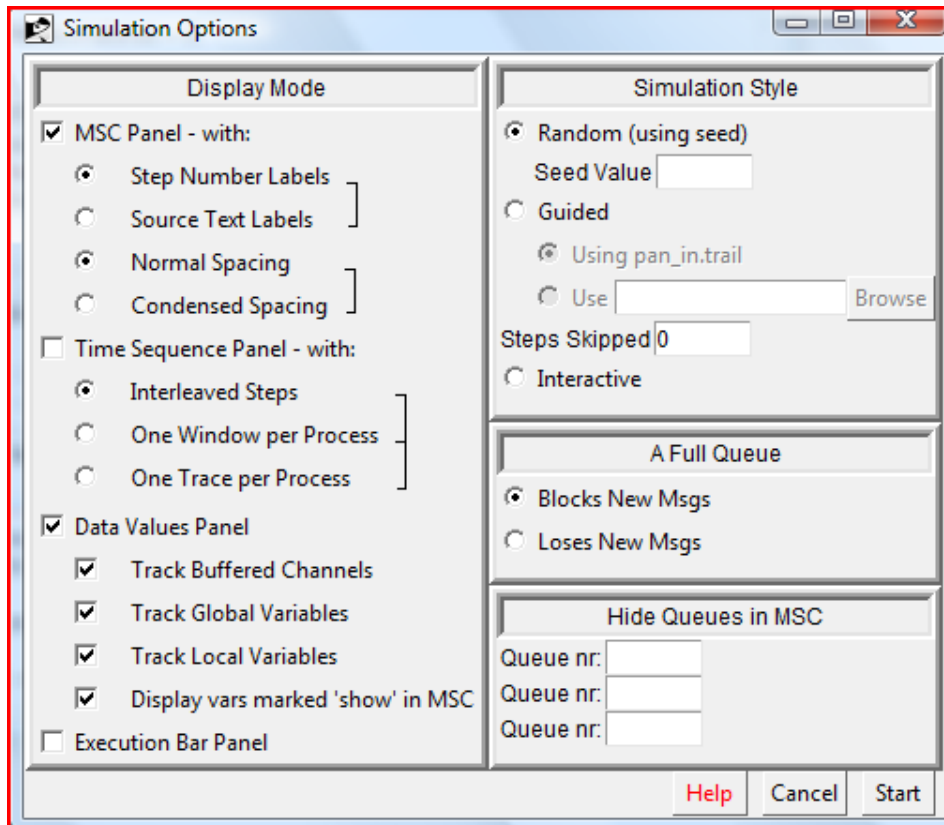 Simulation Options
Display Mode
MSC Panel - with:
Step Number Labels
Source Text Labels
Normal Spacing
Condensed Spacing
Time Sequence Panel - with:
Interleaved Steps
One Window per Process
One Trace per Process
Data Values Panel
Track Buffered Channels
Track Global Variables
Track Local Variables
Display vars marked 'show' in MSC
Execution Bar Panel
Simulation Style
Random (using seed)
Seed Value
Guided
Using pan_in.trail
Use Browse
Steps Skipped 0
Interactive
A Full Queue
Blocks New Msgs
Loses New Msgs
Hide Queues in MSC
Queue nr:
Queue nr:
Queue nr:
Help Cancel Start